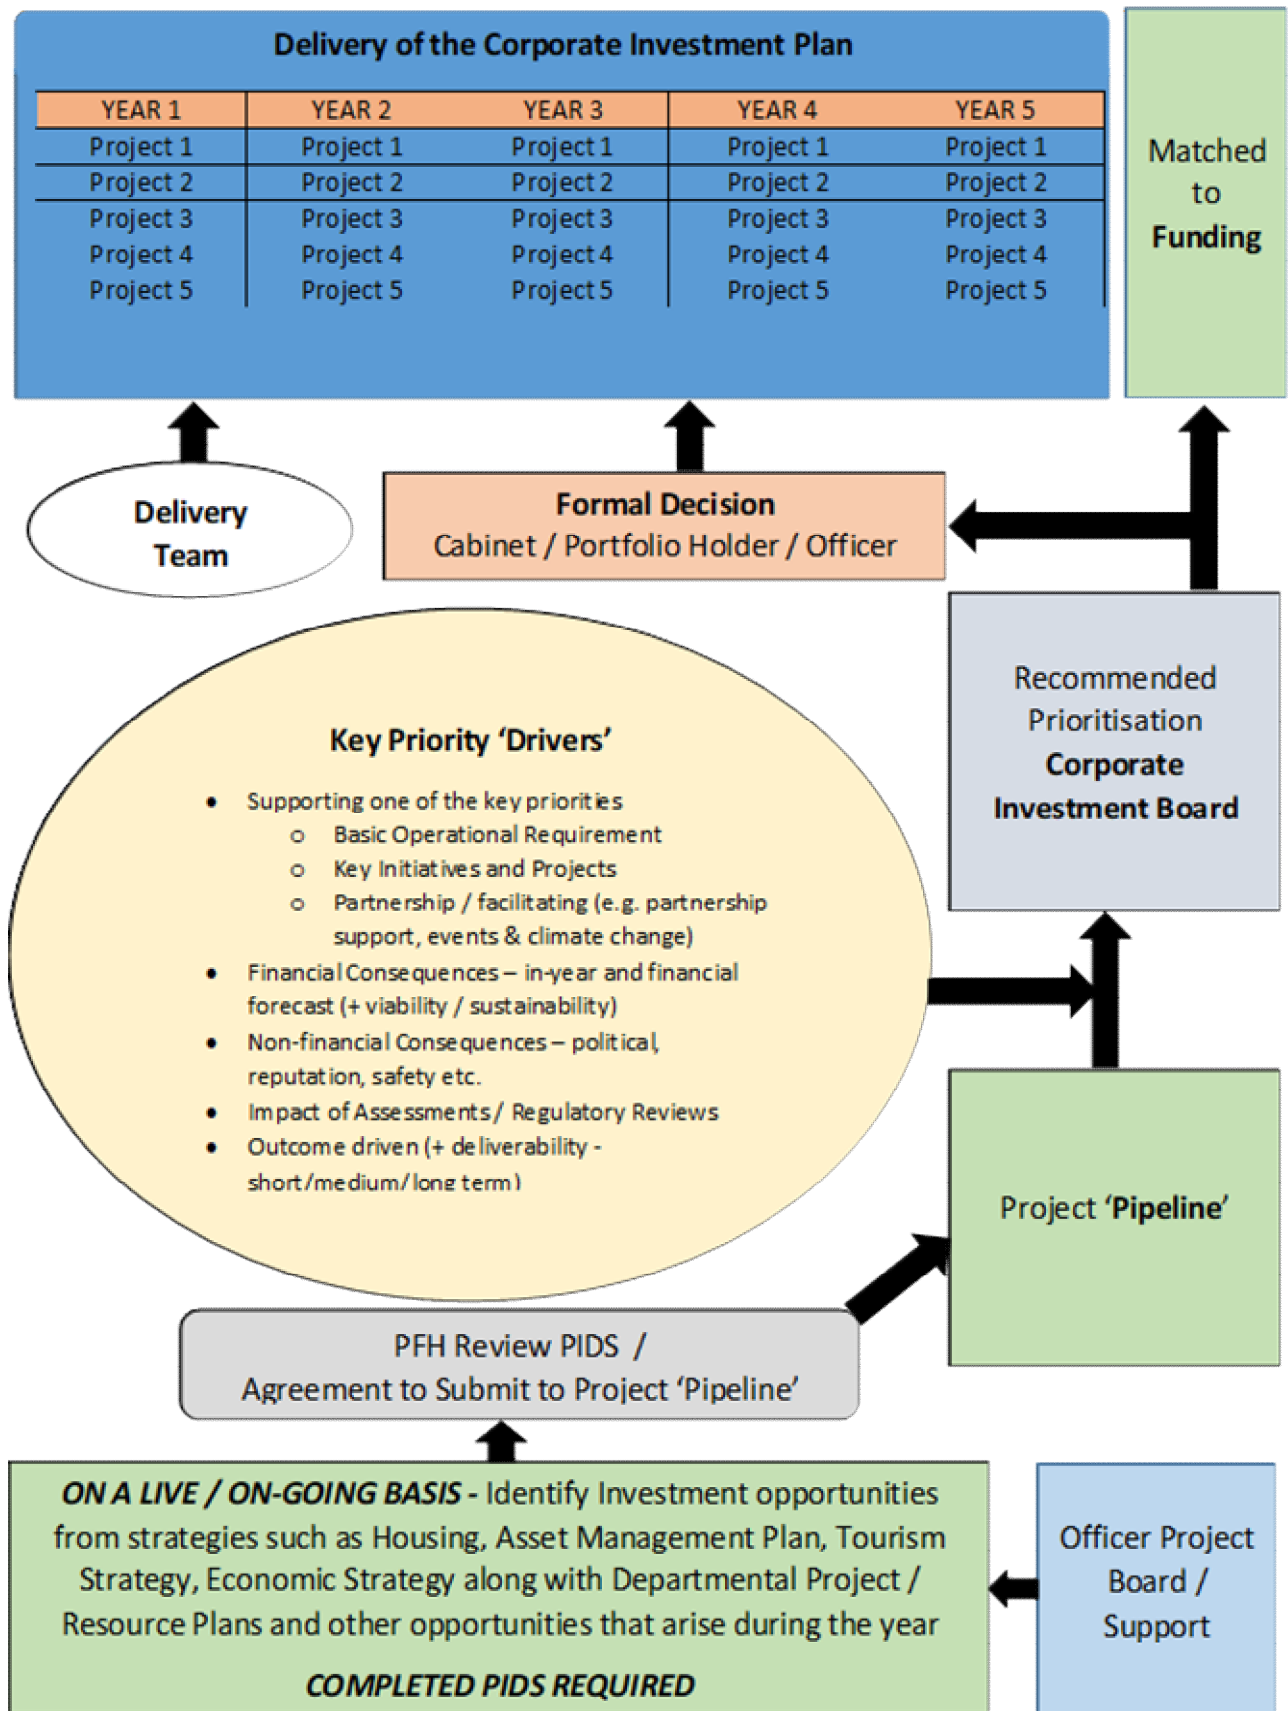 Delivery of the Corporate Investment Plan
YEAR 1 YEAR 2 YEAR 3 YEAR 4 YEAR 5
Project 1 Project 1 Project 1 Project 1 Project 1
Project 2 Project 2 Project 2 Project 2 Project 2
Project 3 Project 3 Project 3 Project 3 Project 3
Project 4 Project 4 Project 4 Project 4 Project 4
Project 5 Project 5 Project 5 Project 5 Project 5
Matched
to
Funding
Delivery
Team
Formal Decision
Cabinet / Portfolio Holder / Officer
Recommended
Prioritisation
Corporate
Investment Board
Key Priority ‘Drivers’
• Supporting one of the key priorities
o Basic Operational Requirement
o Key Initiatives and Projects
o Partnership / facilitating (e.g. partnership
support, events & climate change)
• Financial Consequences – in-year and financial
forecast (+ viability / sustainability)
• Non-financial Consequences – political,
reputation, safety etc.
• Impact of Assessments / Regulatory Reviews
• Outcome driven (+ deliverability -
short/medium/long term)
Project ‘Pipeline’
PFH Review PIDS /
Agreement to Submit to Project ‘Pipeline’
ON A LIVE / ON-GOING BASIS - Identify Investment opportunities
from strategies such as Housing, Asset Management Plan, Tourism
Strategy, Economic Strategy along with Departmental Project /
Resource Plans and other opportunities that arise during the year
COMPLETED PIDS REQUIRED
Officer Project
Board /
Support